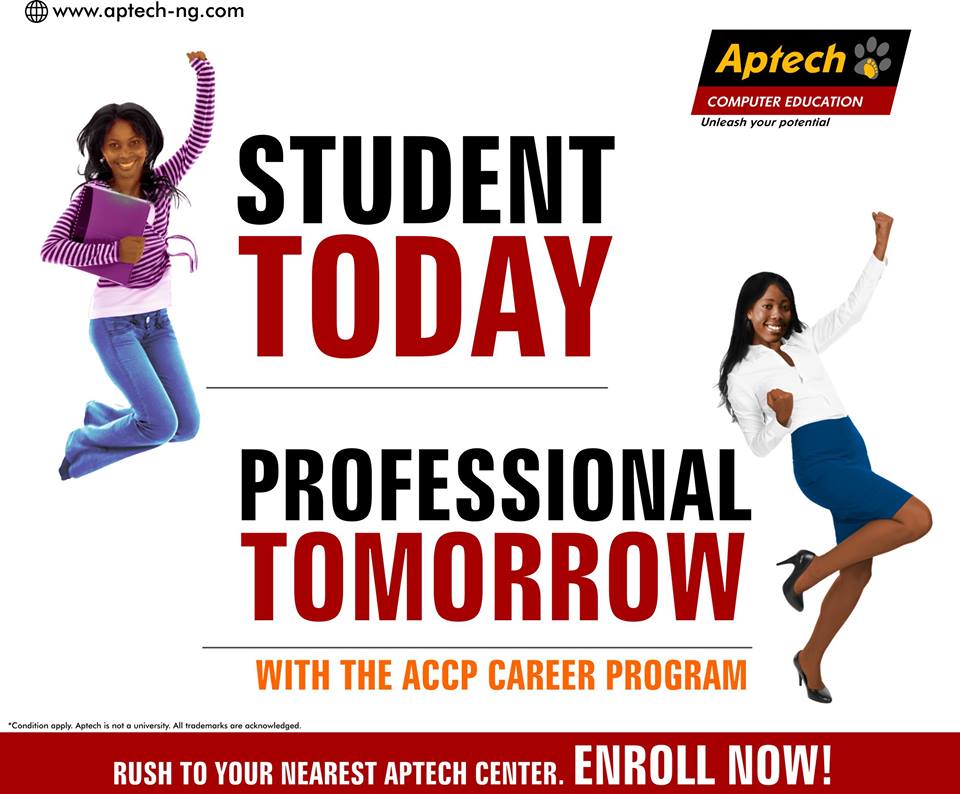 www.aptech-ng.com
Aptech
COMPUTER EDUCATION
Unleash your potential
STUDENT
TODAY
PROFESSIONAL
TOMORROW
WITH THE ACCP CAREER PROGRAM
*Condition apply. Aptech is not a university. All trademarks are acknowledged.
RUSH TO YOUR NEAREST APTECH CENTER. ENROLL NOW!